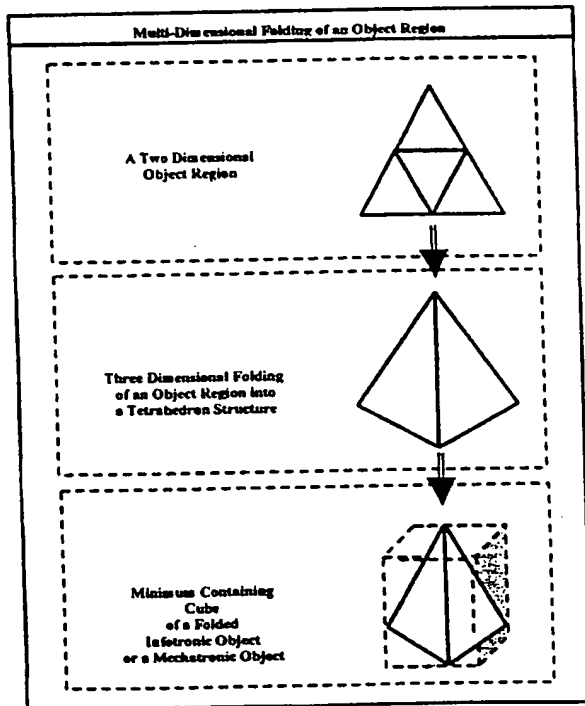 Multi-Dimensional Folding of an Object Region
A Two Dimensional
Object Region
Three Dimensional Folding
of an Object Region into
a Tetrahedron Structure
Minimum Containing
Cube
of a Folded
Infotronic Object
or a Mechatronic Object